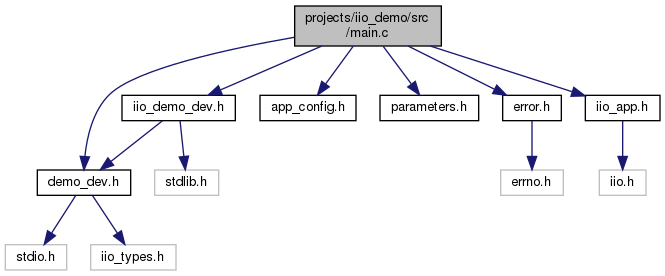 projects/iio_demo/src
/main.c
iio_demo_dev.h
app_config.h
parameters.h
error.h
iio_app.h
demo_dev.h
stdlib.h
errno.h
iio.h
stdio.h
iio_types.h